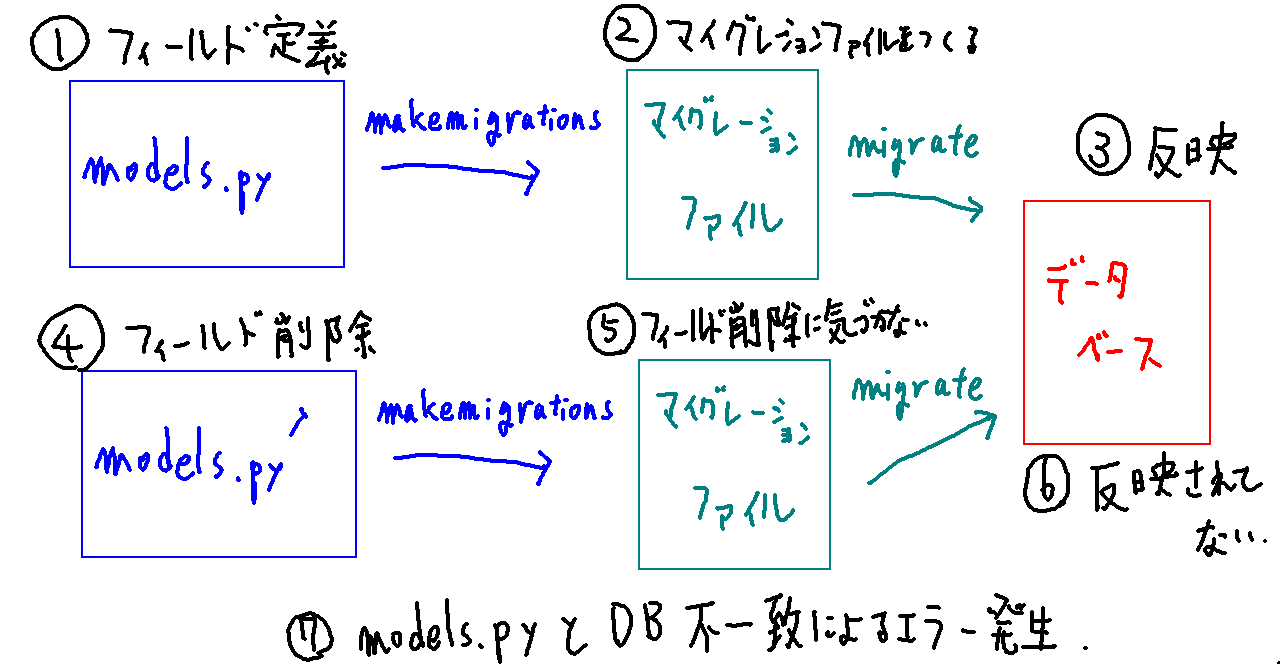 ① フィールド定義
models.py
makemigrations
② マイグレションファイルをつくる
マイグレーション
ファイル
migrate
③ 反映
データ
ベース
④ フィールド削除
models.py
makemigrations
⑤ フィールド削除に気づかない..
マイグレーション
ファイル
migrate
⑥ 反映されて
ない..
⑦ models.pyとDB不一致によるエラー発生.